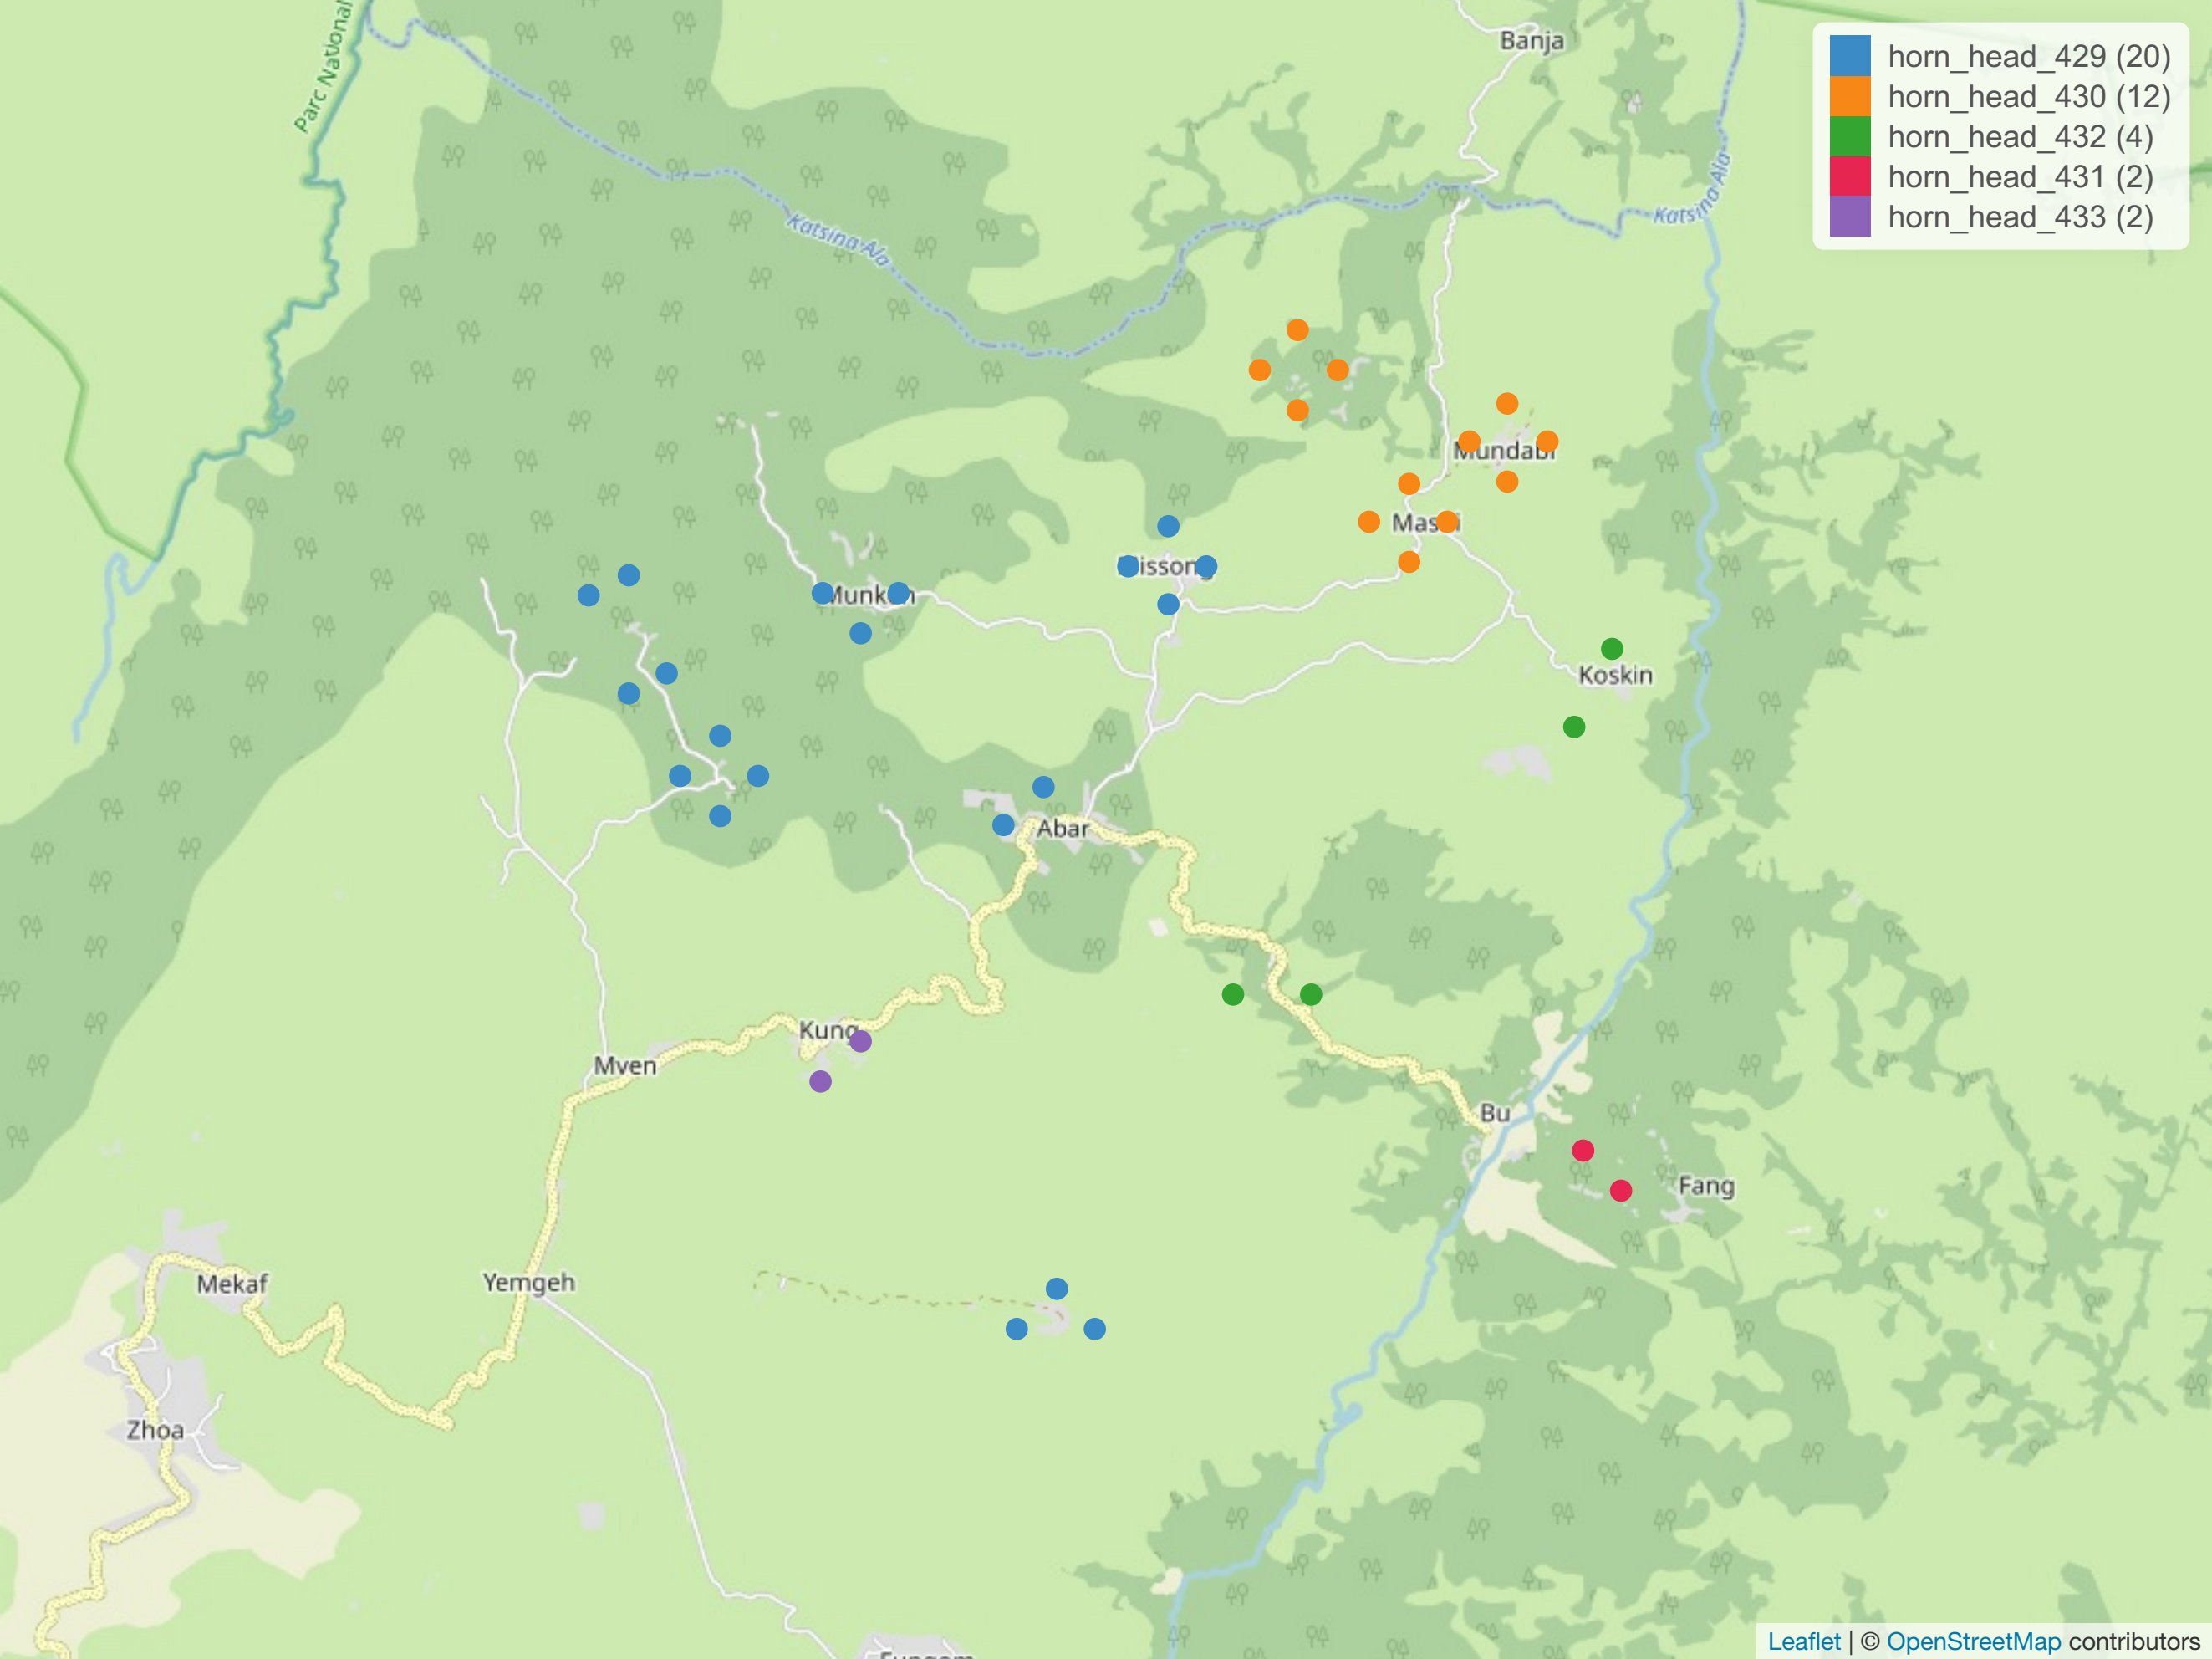 Parc National
Banja
horn_head_429 (20)
horn_head_430 (12)
horn_head_432 (4)
horn_head_431 (2)
horn_head_433 (2)
Katsina-Ala
Katsina-Ala
Mundabi
Koskin
Abar
Kung
Mven
Bu
Fang
Mekaf
Yemgeh
Zhoa
Leaflet | © OpenStreetMap contributors